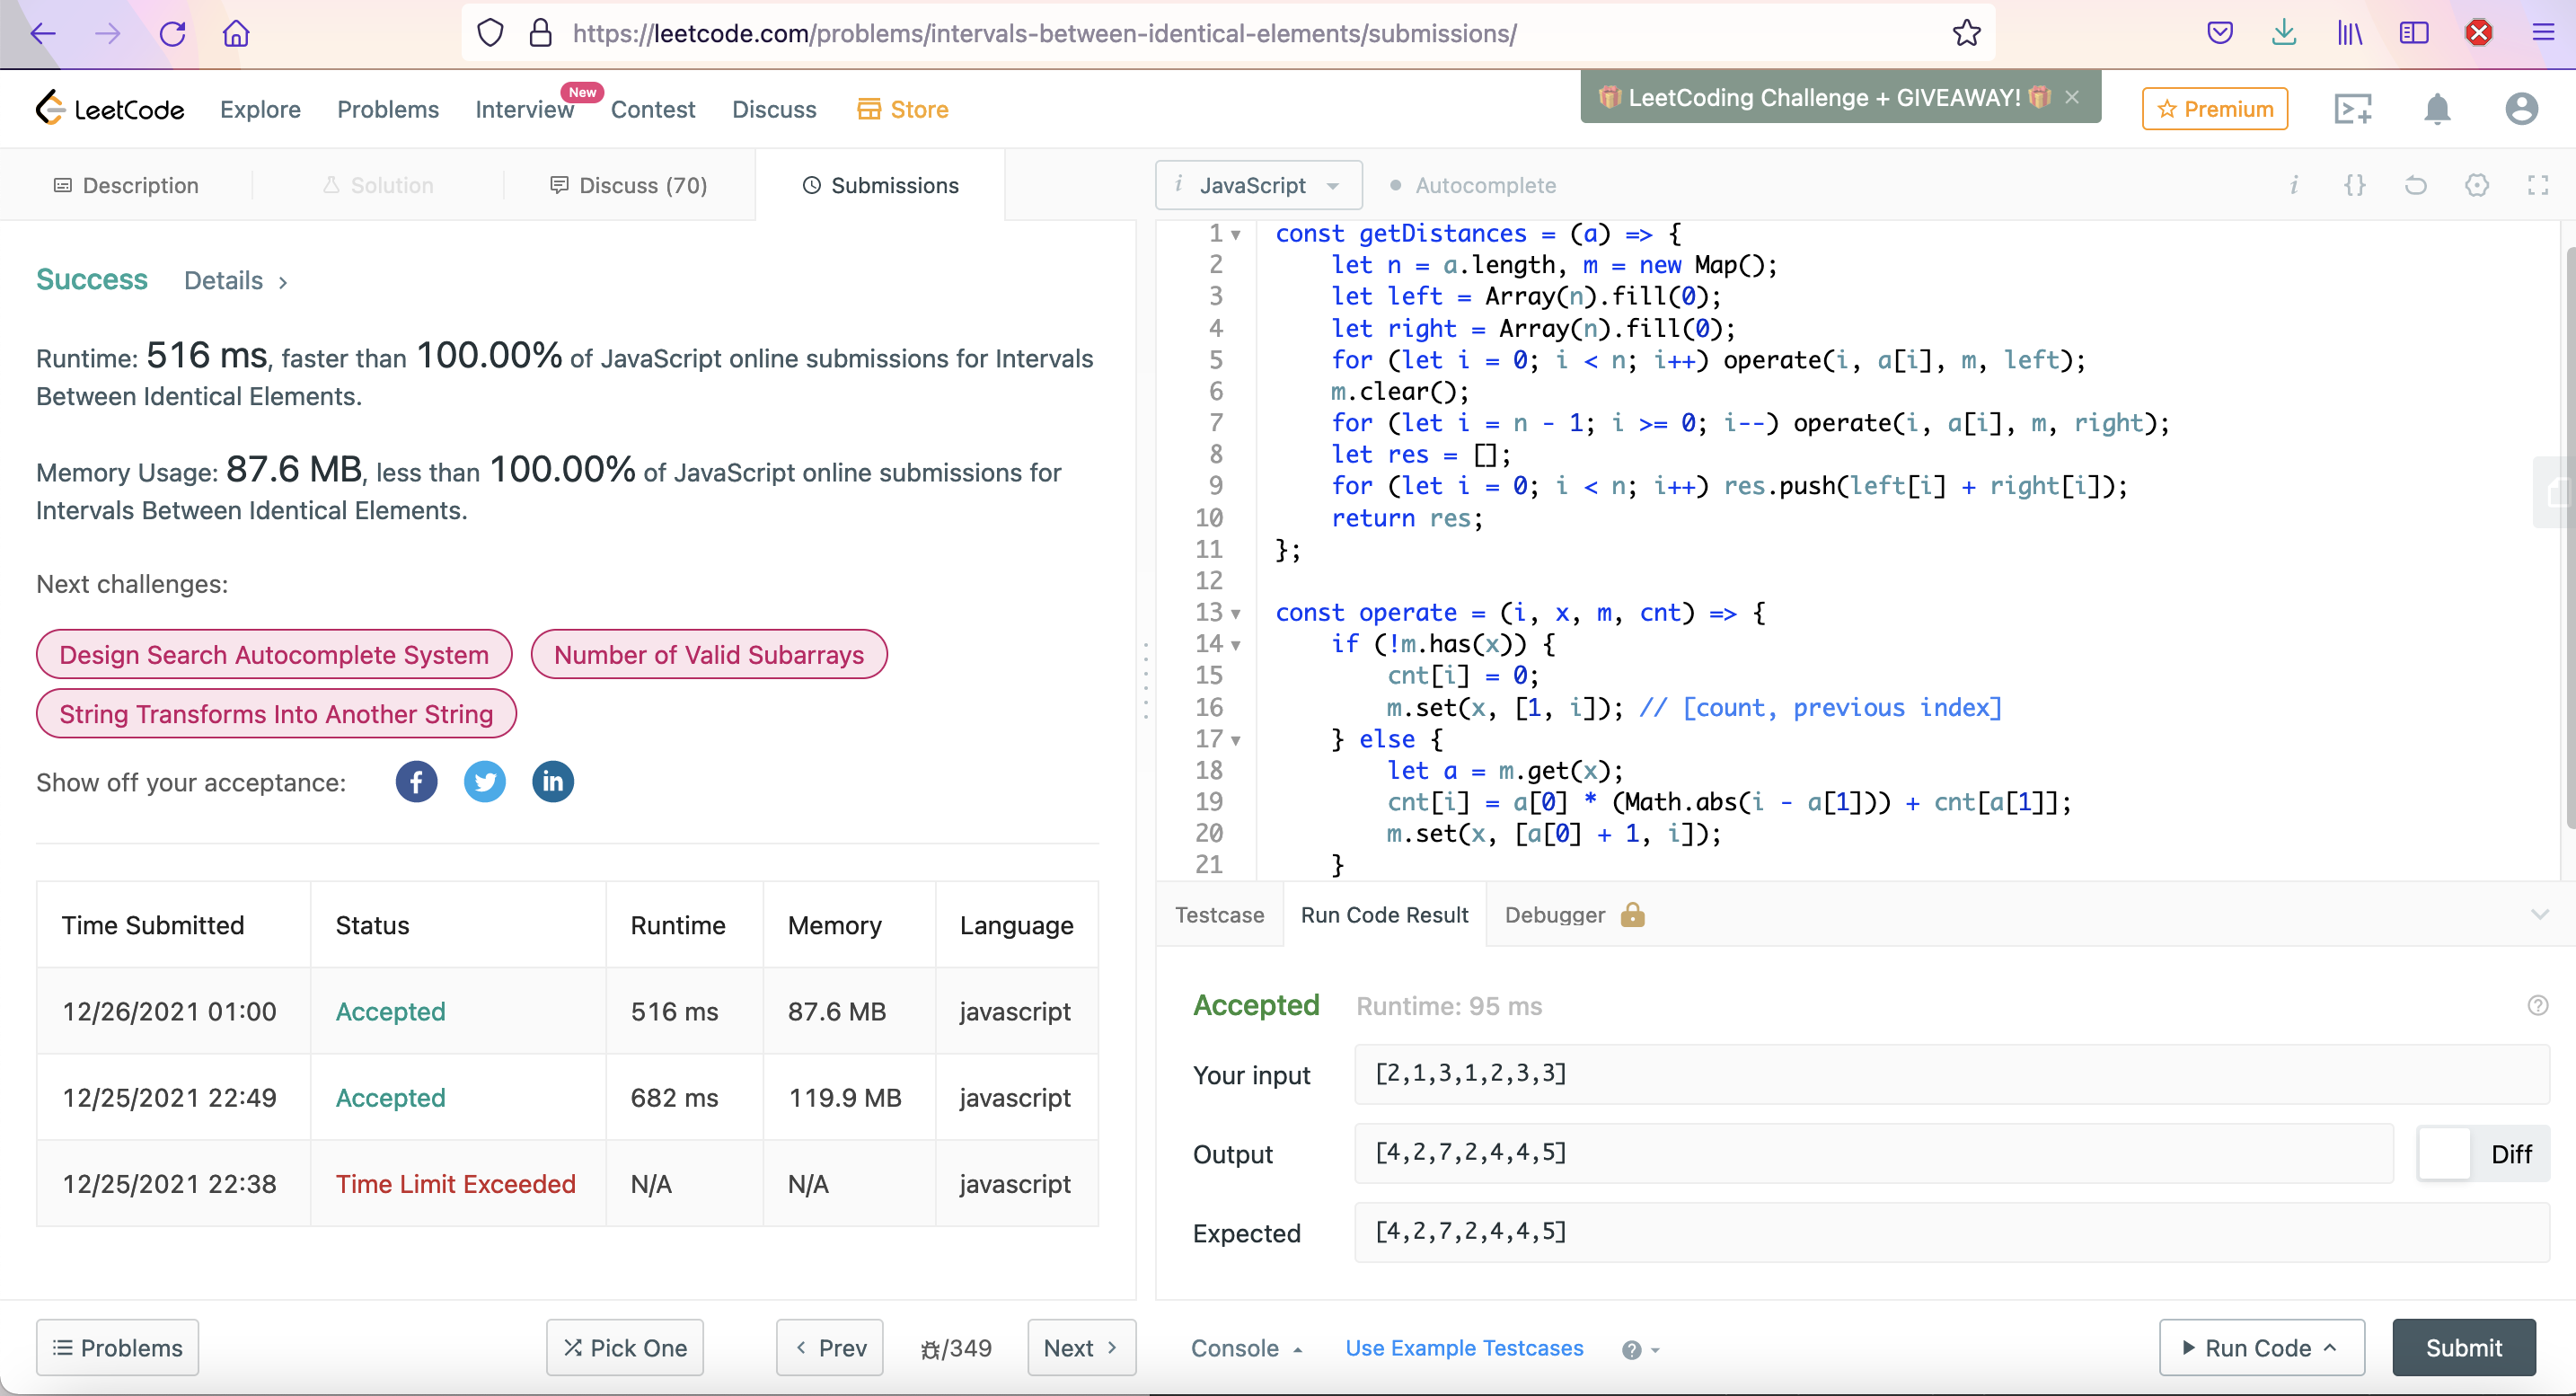 https://leetcode.com/problems/intervals-between-identical-elements/submissions/
LeetCode Explore Problems Interview New Contest Discuss Store
🎁 LeetCoding Challenge + GIVEAWAY! 🎁 ×
Premium
Description Solution Discuss (70) Submissions
Success Details >
Runtime: 516 ms, faster than 100.00% of JavaScript online submissions for Intervals
Between Identical Elements.
Memory Usage: 87.6 MB, less than 100.00% of JavaScript online submissions for
Intervals Between Identical Elements.
Next challenges:
Design Search Autocomplete System Number of Valid Subarrays
String Transforms Into Another String
Show off your acceptance:
Time Submitted Status Runtime Memory Language
12/26/2021 01:00 Accepted 516 ms 87.6 MB javascript
12/25/2021 22:49 Accepted 682 ms 119.9 MB javascript
12/25/2021 22:38 Time Limit Exceeded N/A N/A javascript
Problems Pick One < Prev /349 Next >
i JavaScript Autocomplete
1 const getDistances = (a) => {
2 let n = a.length, m = new Map();
3 let left = Array(n).fill(0);
4 let right = Array(n).fill(0);
5 for (let i = 0; i < n; i++) operate(i, a[i], m, left);
6 m.clear();
7 for (let i = n - 1; i >= 0; i--) operate(i, a[i], m, right);
8 let res = [];
9 for (let i = 0; i < n; i++) res.push(left[i] + right[i]);
10 return res;
11 };
12
13 const operate = (i, x, m, cnt) => {
14 if (!m.has(x)) {
15 cnt[i] = 0;
16 m.set(x, [1, i]); // [count, previous index]
17 } else {
18 let a = m.get(x);
19 cnt[i] = a[0] * (Math.abs(i - a[1])) + cnt[a[1]];
20 m.set(x, [a[0] + 1, i]);
21 }
Testcase Run Code Result Debugger
Accepted Runtime: 95 ms
Your input [2,1,3,1,2,3,3]
Output [4,2,7,2,4,4,5] Diff
Expected [4,2,7,2,4,4,5]
Console Use Example Testcases Run Code Submit